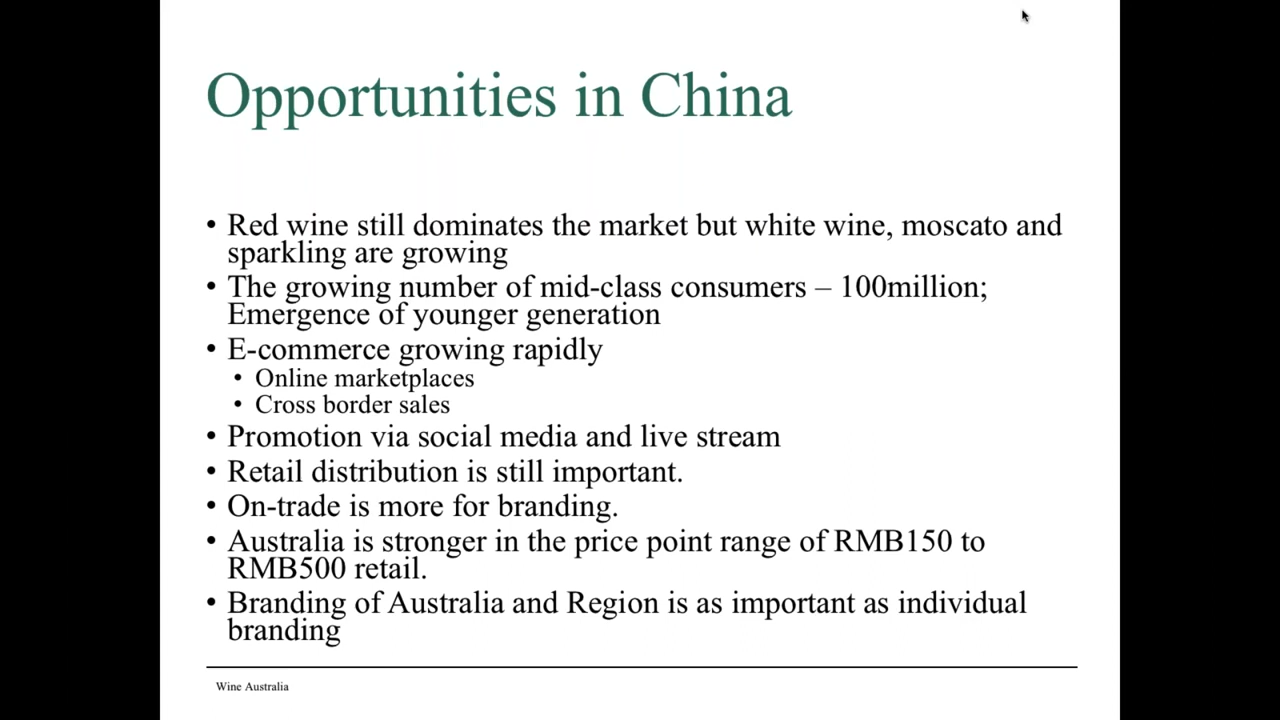 Opportunities in China
• Red wine still dominates the market but white wine, moscato and
sparkling are growing
• The growing number of mid-class consumers – 100million;
Emergence of younger generation
• E-commerce growing rapidly
• Online marketplaces
• Cross border sales
• Promotion via social media and live stream
• Retail distribution is still important.
• On-trade is more for branding.
• Australia is stronger in the price point range of RMB150 to
RMB500 retail.
• Branding of Australia and Region is as important as individual
branding
Wine Australia